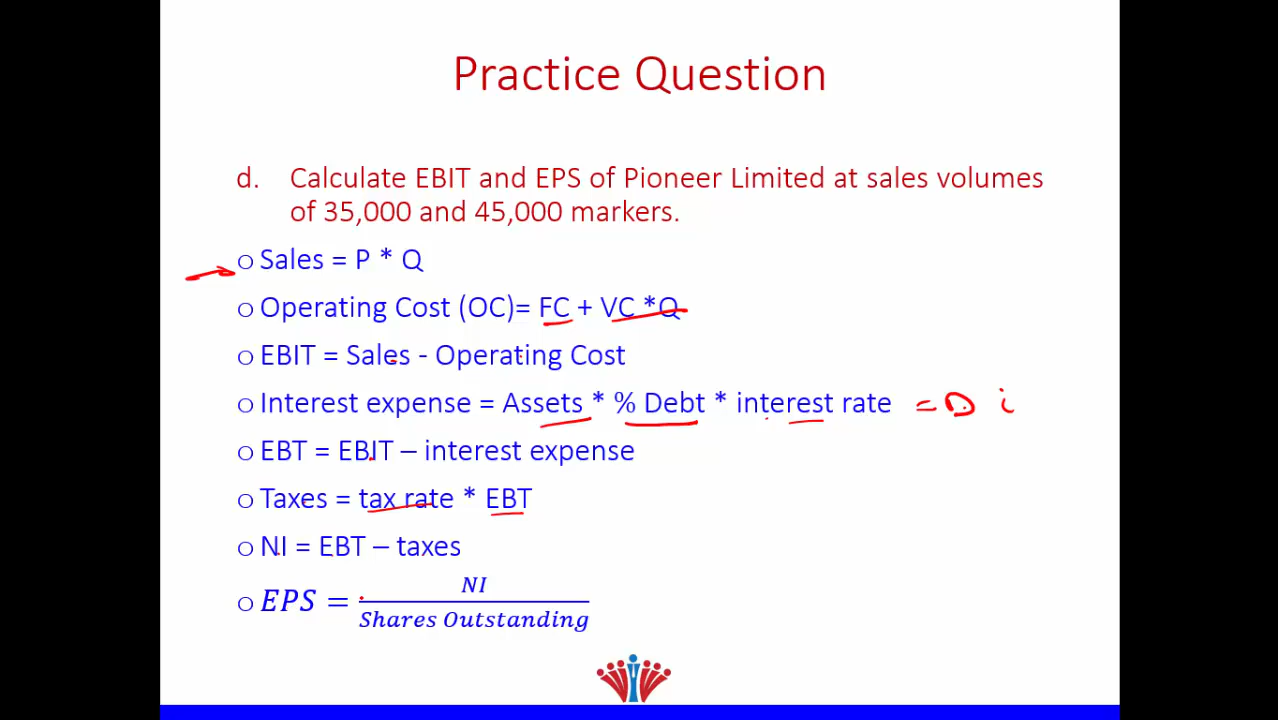 Practice Question
d. Calculate EBIT and EPS of Pioneer Limited at sales volumes
of 35,000 and 45,000 markers.
o Sales = P * Q
o Operating Cost (OC)= FC + VC *Q
o EBIT = Sales - Operating Cost
o Interest expense = Assets * % Debt * interest rate = D i
o EBT = EBIT – interest expense
o Taxes = tax rate * EBT
o NI = EBT – taxes
o EPS = NI
Shares Outstanding